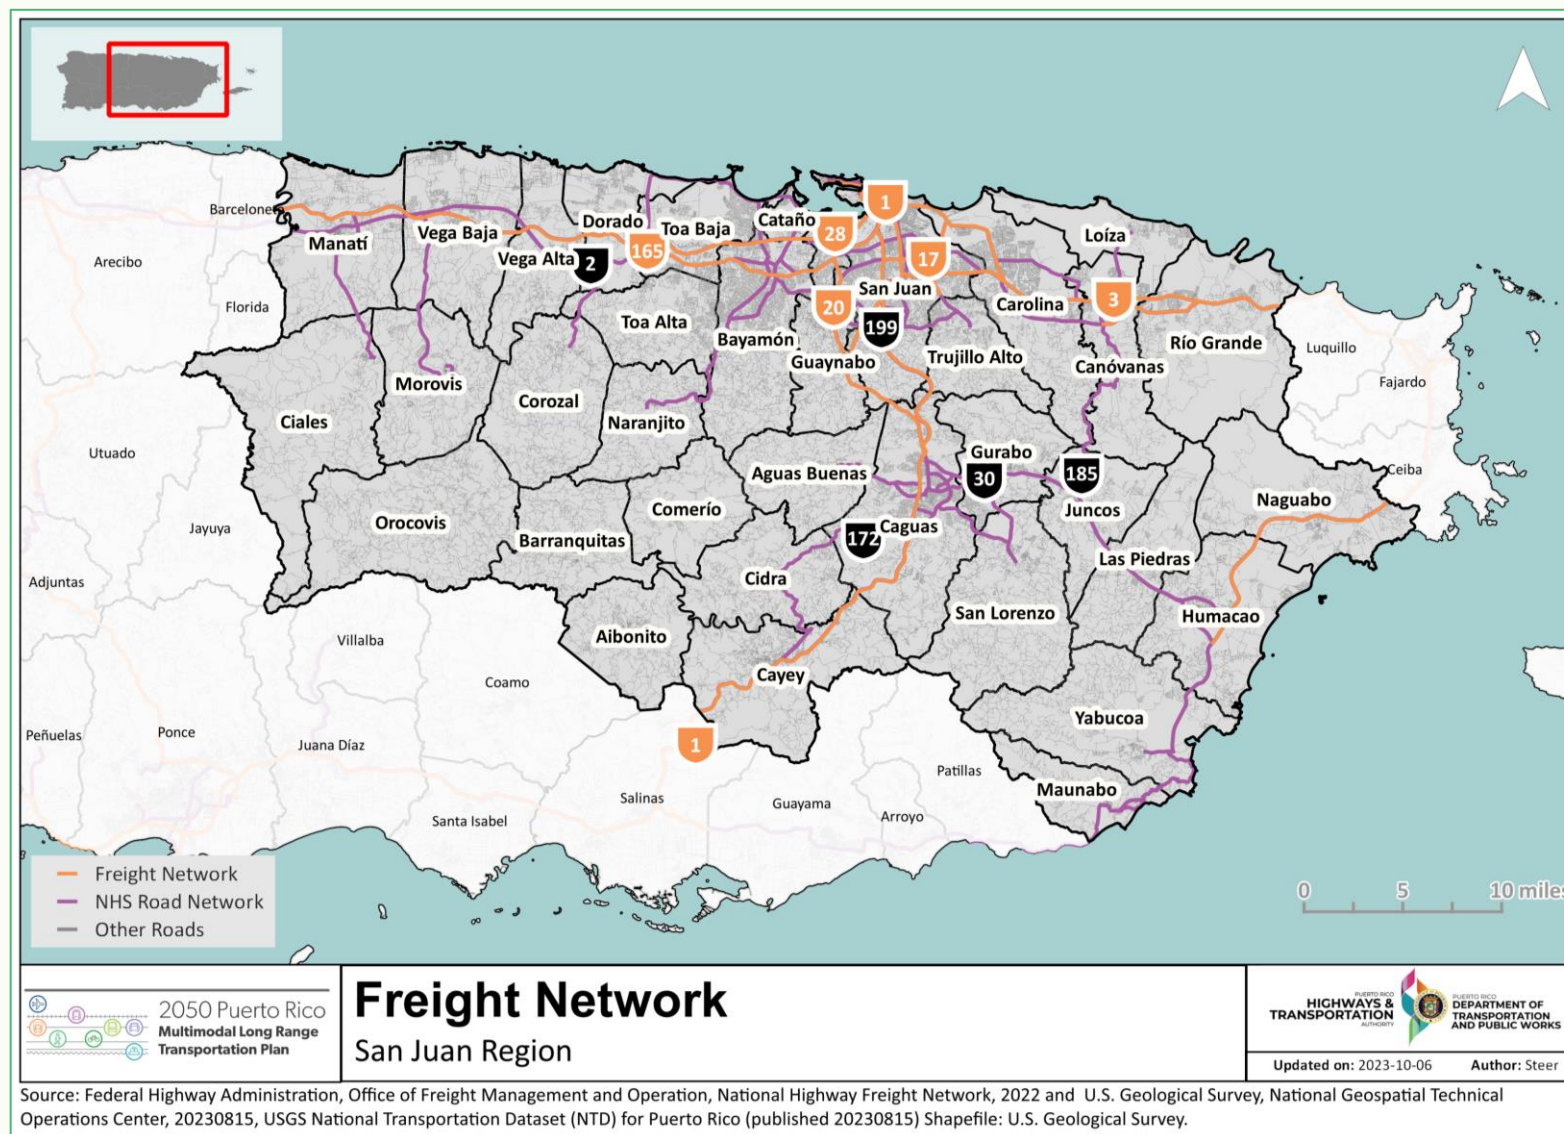 Barceloneta
Manatí
Vega Baja
Vega Alta
Dorado
Toa Baja
Cataño
Loíza
Arecibo
Florida
Toa Alta
Bayamón
Guaynabo
San Juan
Trujillo Alto
Carolina
Canóvanas
Río Grande
Luquillo
Fajardo
Ceiba
Ciales
Morovis
Corozal
Naranjito
Utuado
Jayuya
Orocovis
Barranquitas
Comerío
Aguas Buenas
Caguas
Gurabo
Juncos
Naguabo
Las Piedras
Adjuntas
Villalba
Aibonito
Cidra
San Lorenzo
Humacao
Coamo
Cayey
Yabucoa
Peñuelas
Ponce
Juana Díaz
Salinas
Guayama
Patillas
Arroyo
Maunabo
Santa Isabel
1
28
165
2
17
20
199
3
30
185
172
1
Freight Network
NHS Road Network
Other Roads
0 5 10 miles
2050 Puerto Rico
Multimodal Long Range
Transportation Plan
Freight Network
San Juan Region
PUERTO RICO
HIGHWAYS &
TRANSPORTATION
AUTHORITY
PUERTO RICO
DEPARTMENT OF
TRANSPORTATION
AND PUBLIC WORKS
Updated on: 2023-10-06 Author: Steer
Source: Federal Highway Administration, Office of Freight Management and Operation, National Highway Freight Network, 2022 and U.S. Geological Survey, National Geospatial Technical
Operations Center, 20230815, USGS National Transportation Dataset (NTD) for Puerto Rico (published 20230815) Shapefile: U.S. Geological Survey.